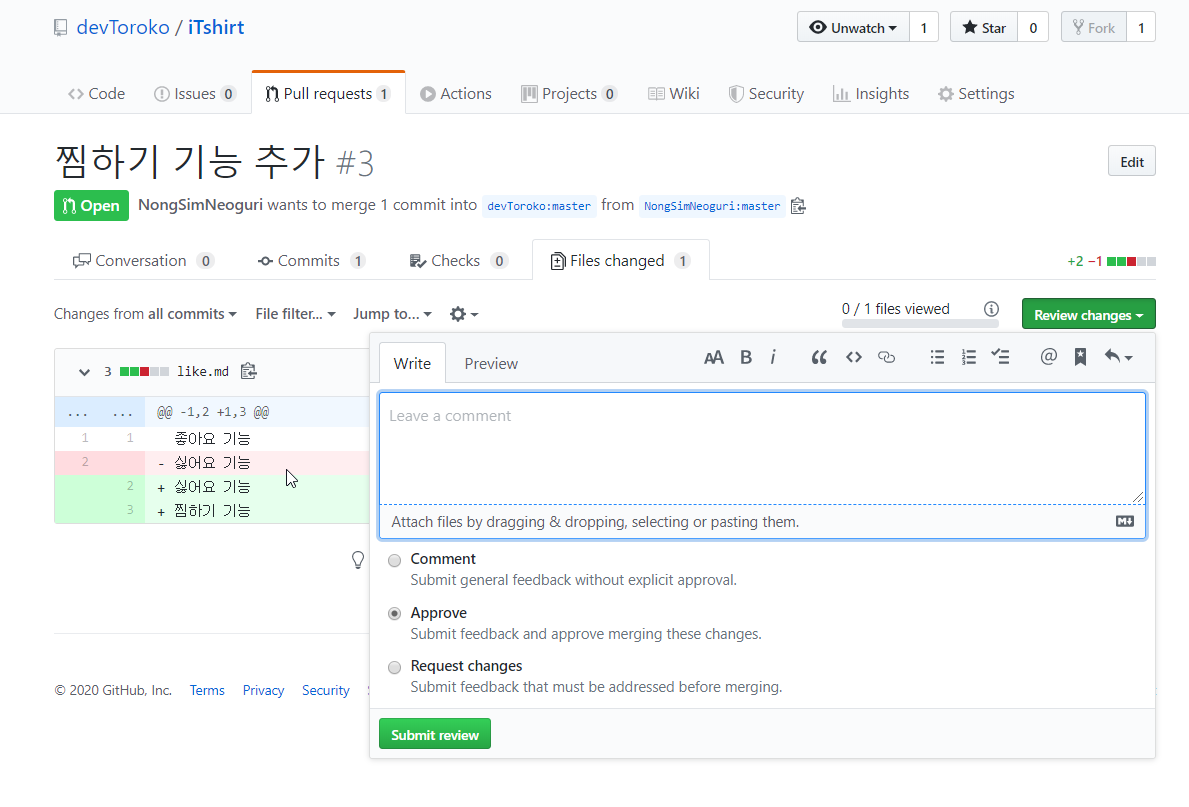 devToroko / iTshirt
Unwatch 1 Star 0 Fork 1
Code Issues 0 Pull requests 1 Actions Projects 0 Wiki Security Insights Settings
찜하기 기능 추가 #3
Edit
Open NongSimNeoguri wants to merge 1 commit into devToroko:master from NongSimNeoguri:master
Conversation 0 Commits 1 Checks 0 Files changed 1
+2 −1
Changes from all commits File filter... Jump to...
0 / 1 files viewed
Review changes
3 like.md
... ... @@ -1,2 +1,3 @@
1 1 좋아요 기능
2 - 싫어요 기능
2 + 싫어요 기능
3 + 찜하기 기능
Write Preview
AA B i
Leave a comment
Attach files by dragging & dropping, selecting or pasting them.
Comment
Submit general feedback without explicit approval.
Approve
Submit feedback and approve merging these changes.
Request changes
Submit feedback that must be addressed before merging.
Submit review
© 2020 GitHub, Inc. Terms Privacy Security